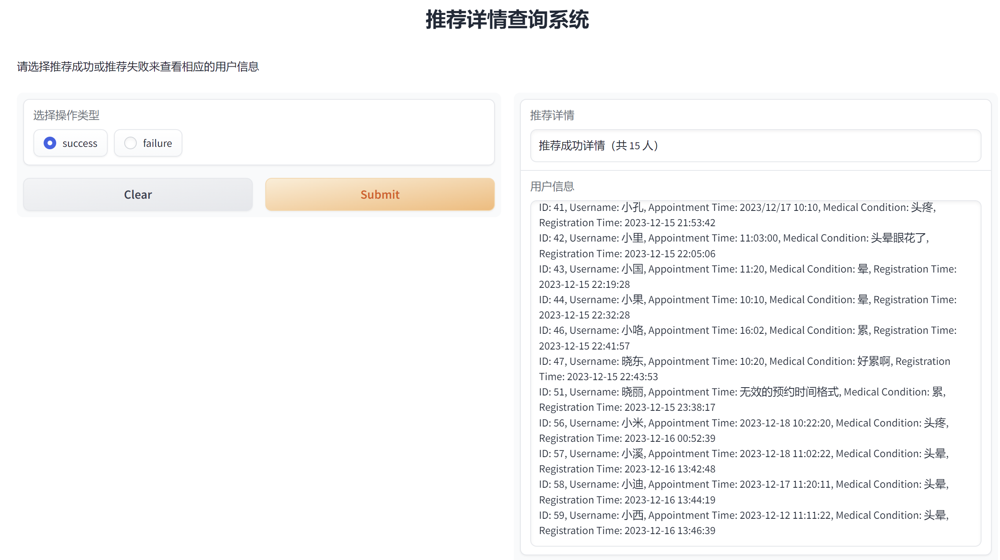 推荐详情查询系统
请选择推荐成功或推荐失败来查看相应的用户信息
选择操作类型
success
failure
Clear
Submit
推荐详情
推荐成功详情（共 15 人）
用户信息
ID: 41, Username: 小孔, Appointment Time: 2023/12/17 10:10, Medical Condition: 头疼,
Registration Time: 2023-12-15 21:53:42
ID: 42, Username: 小里, Appointment Time: 11:03:00, Medical Condition: 头晕眼花了,
Registration Time: 2023-12-15 22:05:06
ID: 43, Username: 小国, Appointment Time: 11:20, Medical Condition: 晕, Registration Time:
2023-12-15 22:19:28
ID: 44, Username: 小果, Appointment Time: 10:10, Medical Condition: 晕, Registration Time:
2023-12-15 22:32:28
ID: 46, Username: 小咯, Appointment Time: 16:02, Medical Condition: 累, Registration Time:
2023-12-15 22:41:57
ID: 47, Username: 晓东, Appointment Time: 10:20, Medical Condition: 好累啊, Registration
Time: 2023-12-15 22:43:53
ID: 51, Username: 晓丽, Appointment Time: 无效的预约时间格式, Medical Condition: 累,
Registration Time: 2023-12-15 23:38:17
ID: 56, Username: 小米, Appointment Time: 2023-12-18 10:22:20, Medical Condition: 头疼,
Registration Time: 2023-12-16 00:52:39
ID: 57, Username: 小溪, Appointment Time: 2023-12-18 11:02:22, Medical Condition: 头晕,
Registration Time: 2023-12-16 13:42:48
ID: 58, Username: 小迪, Appointment Time: 2023-12-17 11:20:11, Medical Condition: 头晕,
Registration Time: 2023-12-16 13:44:19
ID: 59, Username: 小西, Appointment Time: 2023-12-12 11:11:22, Medical Condition: 头晕,
Registration Time: 2023-12-16 13:46:39